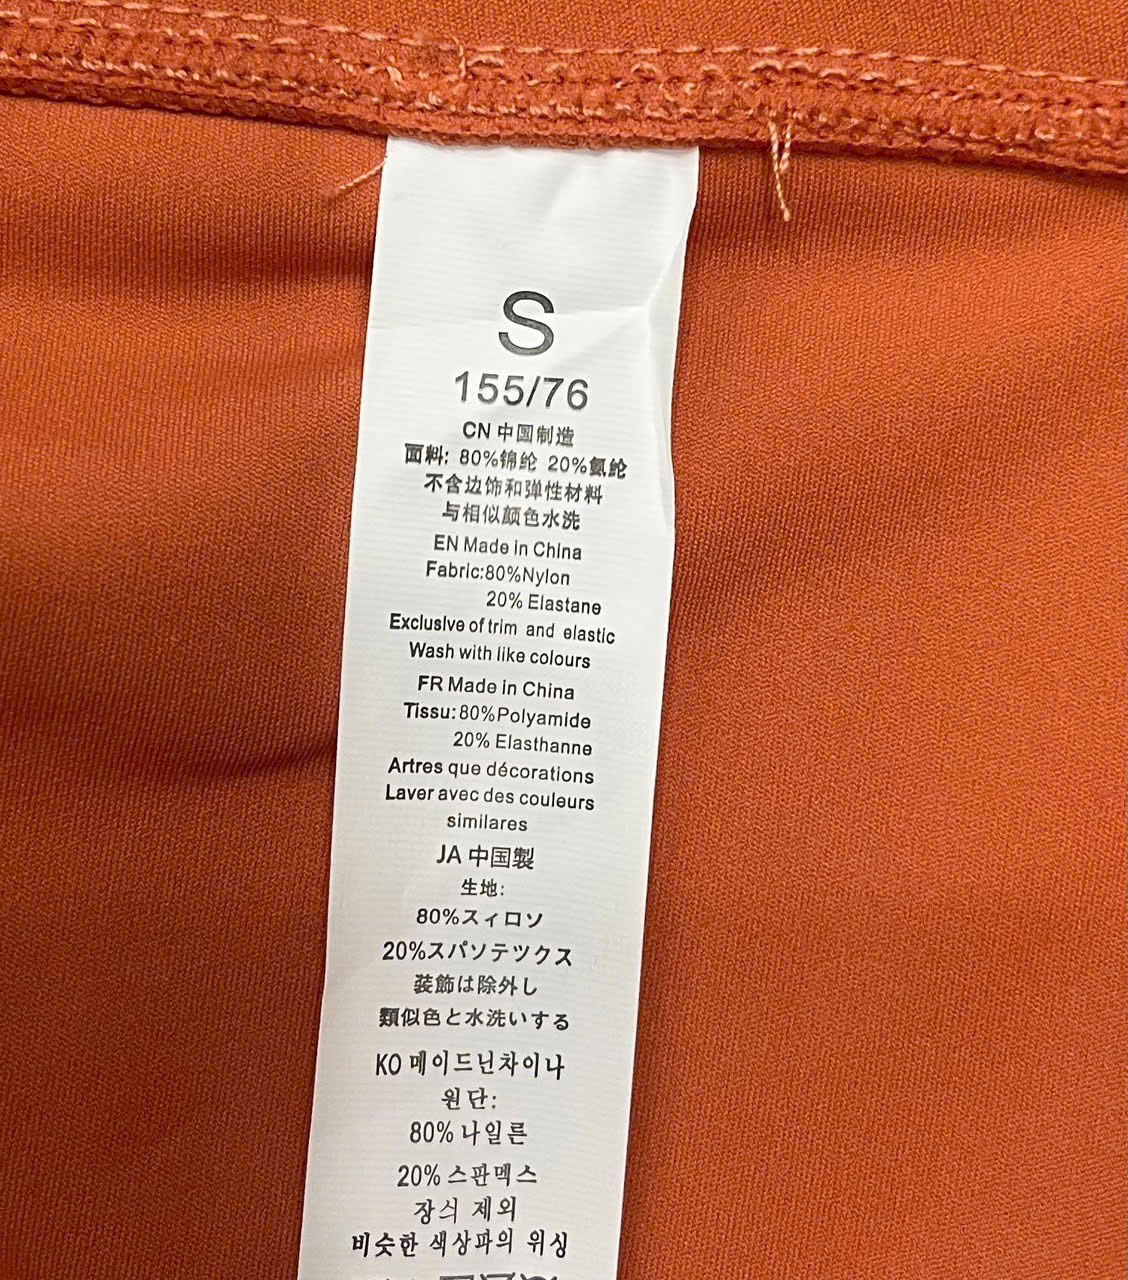 S
155/76
CN 中国制造
面料: 80%锦纶 20%氨纶
不含边饰和弹性材料
与相似颜色水洗
EN Made in China
Fabric:80%Nylon
20% Elastane
Exclusive of trim and elastic
Wash with like colours
FR Made in China
Tissu:80%Polyamide
20% Elasthanne
Artres que décorations
Laver avec des couleurs
similares
JA 中国製
生地:
80%スィロソ
20%スパソテツクス
装飾は除外し
類似色と水洗いする
KO 메이드닌차이나
원단:
80% 나일른
20% 스판멕스
장싀 제외
비슷한 색상파의 위싱